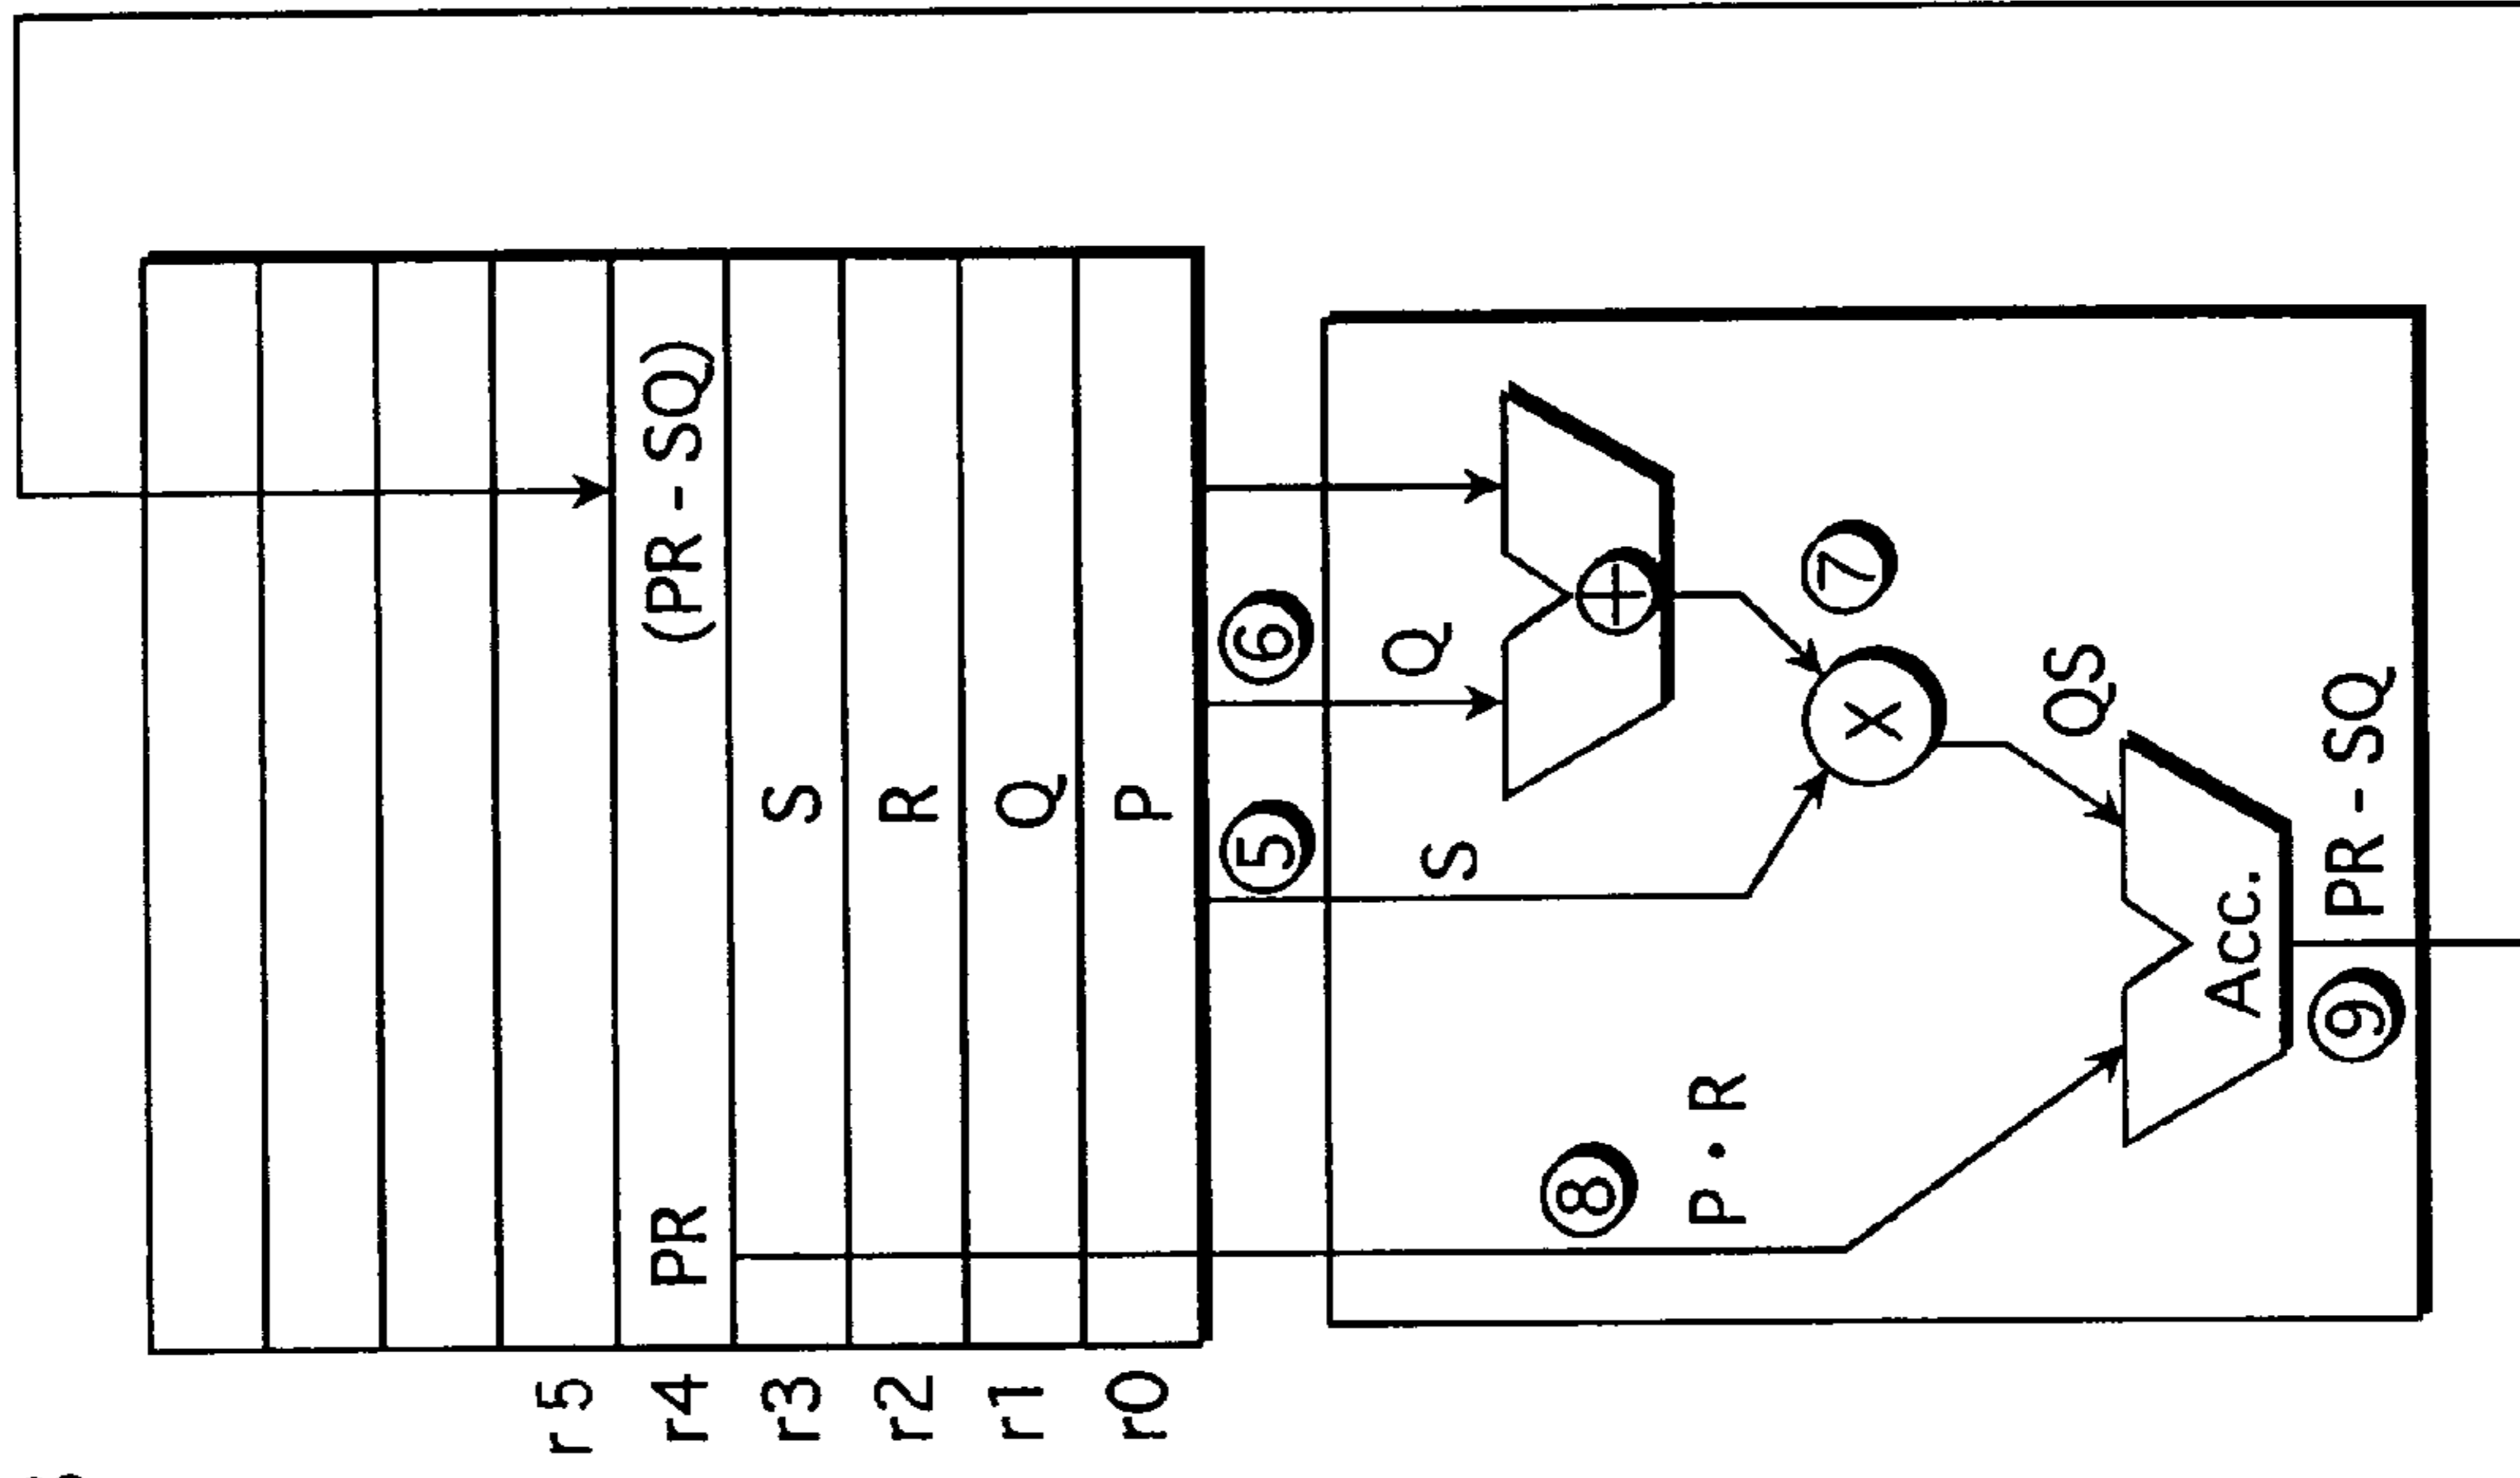 r5
r4 PR (PR - SQ)
r3 S
r2 R
r1 Q
r0 P
5 6
S Q
8 +
P · R
7
X
QS
Acc.
9 PR - SQ